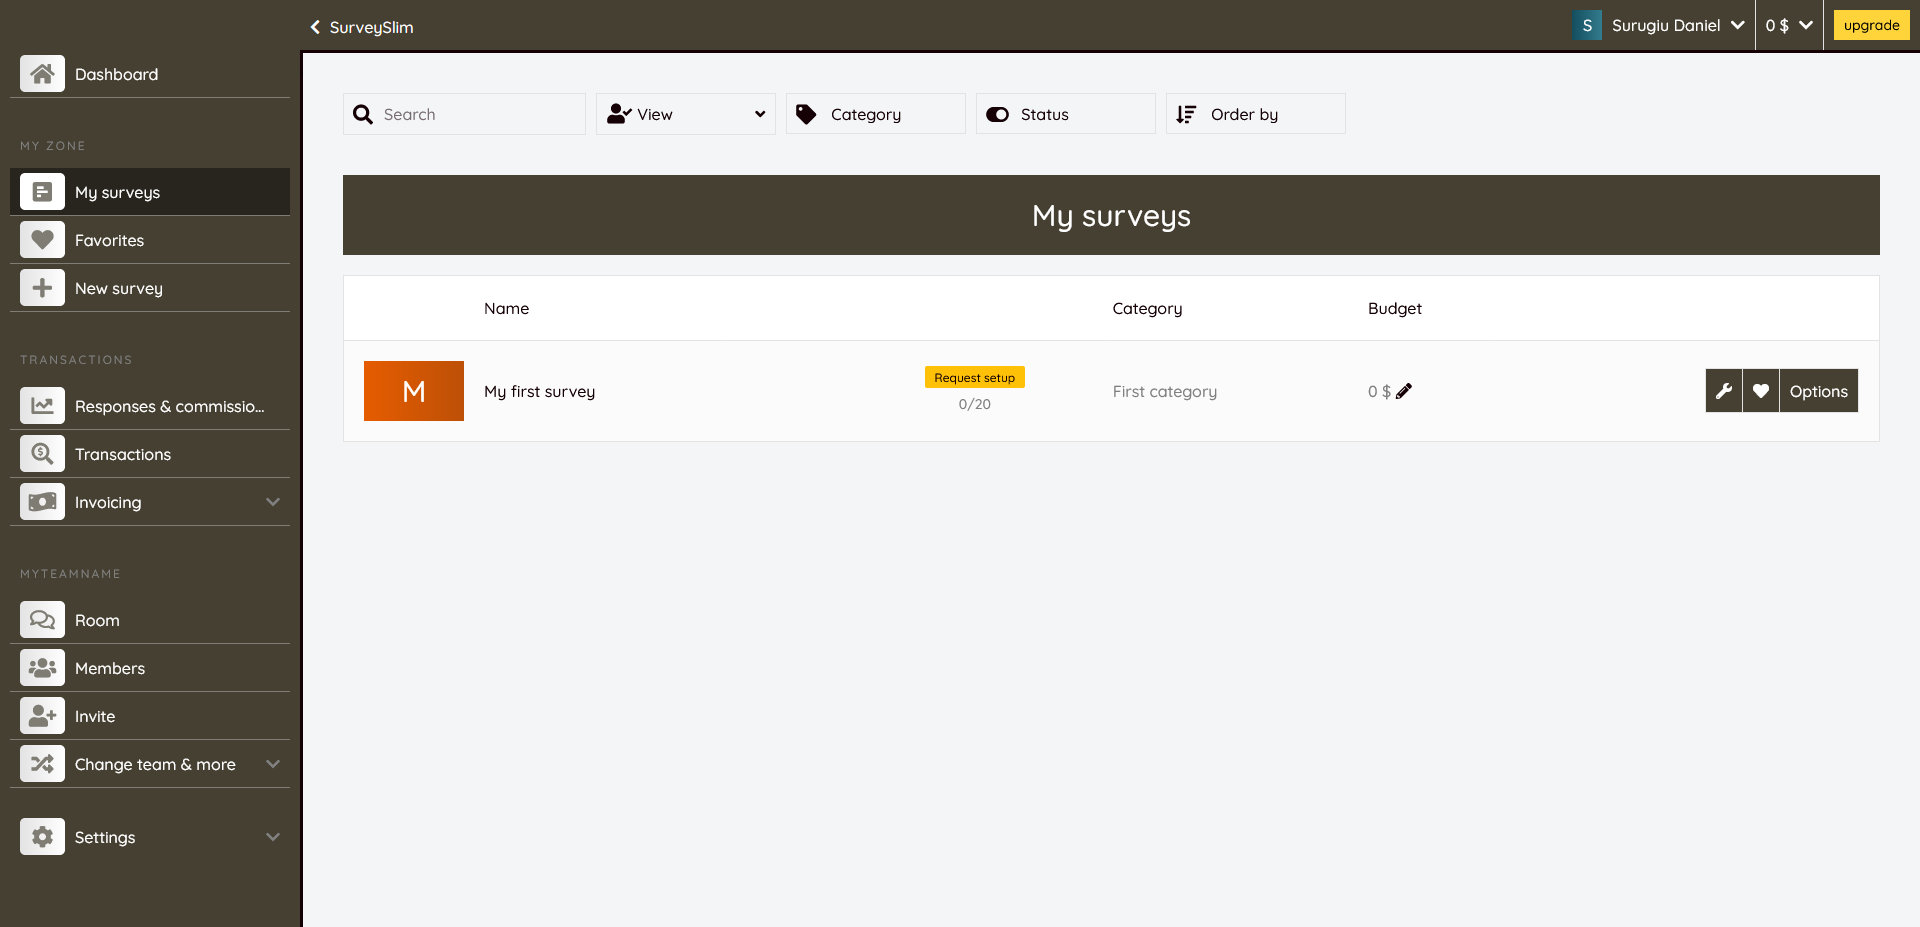 SurveySlim
S
Surugiu Daniel
0 $
upgrade
Dashboard
MY ZONE
My surveys
Favorites
New survey
TRANSACTIONS
Responses & commissio...
Transactions
Invoicing
MYTEAMNAME
Room
Members
Invite
Change team & more
Settings
Search
View
Category
Status
Order by
My surveys
Name
Category
Budget
M
My first survey
Request setup
0/20
First category
0 $
Options